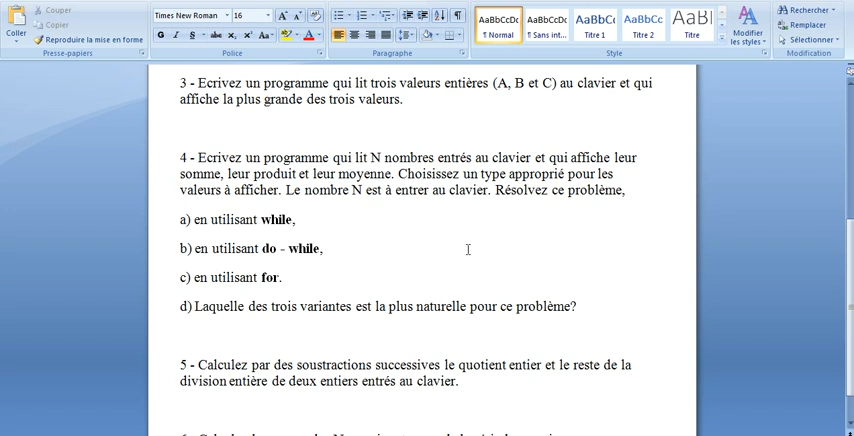 Couper
Copier
Coller
Reproduire la mise en forme
Presse-papiers
Times New Roman
16
Police
Paragraphe
AaBbCcDc
¶ Normal
AaBbCcDc
¶ Sans int...
AaBbC
Titre 1
AaBbCc
Titre 2
AaBl
Titre
Modifier
les styles
Style
Rechercher
Remplacer
Sélectionner
Modification
3 - Ecrivez un programme qui lit trois valeurs entières (A, B et C) au clavier et qui
affiche la plus grande des trois valeurs.
4 - Ecrivez un programme qui lit N nombres entrés au clavier et qui affiche leur
somme, leur produit et leur moyenne. Choisissez un type approprié pour les
valeurs à afficher. Le nombre N est à entrer au clavier. Résolvez ce problème,
a) en utilisant while,
b) en utilisant do - while,
c) en utilisant for.
d) Laquelle des trois variantes est la plus naturelle pour ce problème?
5 - Calculez par des soustractions successives le quotient entier et le reste de la
division entière de deux entiers entrés au clavier.